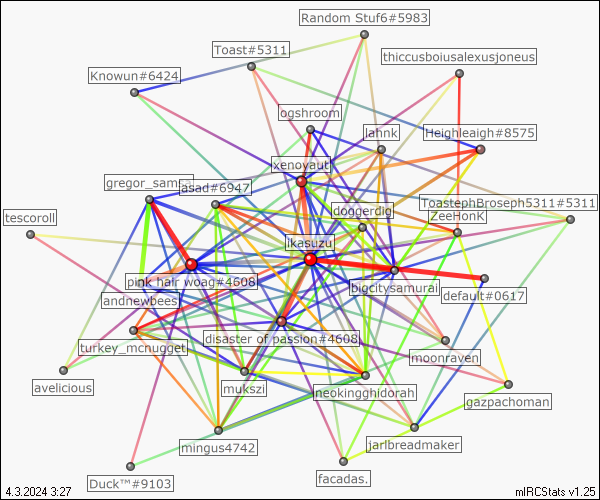 Random Stuf6#5983
Toast#5311
thiccusboiusalexusjoneus
Knowun#6424
ogshroom
lahnk
Heighleaigh#8575
xenoyaut
gregor_sam
asad#6947
ToastephBroseph5311#5311
doggerdig
ZeeHonK
tescoroll
ikasuzu
pink hair woag#4608
bigcitysamurai
default#0617
andnewbees
disaster of passion#4608
turkey_mcnugget
moonraven
avelicious
mukszi
neokingghidorah
gazpachoman
mingus4742
jarlbreadmaker
facadas.
Duck™#9103
4.3.2024 3:27
mIRCStats v1.25